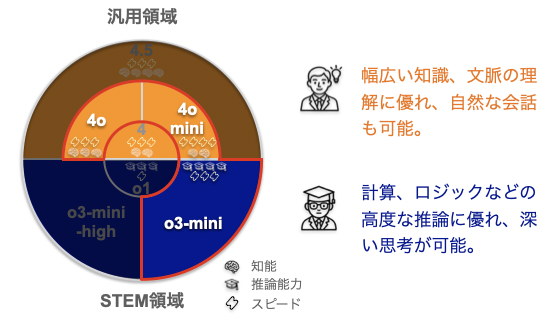 汎用領域
4.5
4o
4o
mini
4
o1
o3-mini
-high
o3-mini
STEM領域
幅広い知識、文脈の理
解に優れ、自然な会話
も可能。
計算、ロジックなどの
高度な推論に優れ、深
い思考が可能。
知能
推論能力
スピード